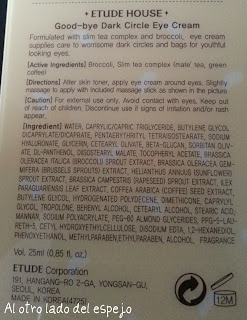 ETUDE HOUSE
Good-bye Dark Circle Eye Cream
Formulated with slim tea complex and broccoli, eye cream
supplies care to worrisome dark circles and bags for youthful
looking eyes.
[Active Ingredients] Broccoli, Slim tea complex (mate' tea, green
coffee)
[Directions] After skin toner, apply eye cream around eyes. Slightly
massage to apply with included massage stick as shown in the picture
[Caution] For external use only. Avoid contact with eyes. Keep out
of reach of children. Discontinue use if signs of irritation and/or rash
appear.
[Ingredient] WATER, CAPRYLIC/CAPRIC TRIGLYCERIDE, BUTYLENE GLYCOL,
DICAPRYLATE/DICAPRATE, PENTAERYTHRITYL TETRAISOSTEARATE, SODIUM
HYALURONATE, GLYCERIN, CETEARYL OLIVATE, BETA-GLUCAN, SORBITAN OLIV-
ATE, DL-PANTHENOL, DIISOSTEARYL MALATE, TOCOPHERYL ACETATE, BRASSICA
OLERACEA ITALICA (BROCCOLI) SPROUT EXTRACT, BRASSICA OLERACEA GEM-
MIFERA (BRUSSELS SPROUTS) EXTRACT, HELIANTHUS ANNUUS (SUNFLOWER)
SPROUT EXTRACT, BRASSICA CAMPESTRIS (RAPESEED) SPROUT EXTRACT, ILEX
PARAGUARIENSIS LEAF EXTRACT, COFFEA ARABICA (COFFEE) SEED EXTRACT,
BUTYLENE GLYCOL, HYDROGENATED POLYDECENE, DIMETHICONE, CAPRYLYL
GLYCOL, TROPOLONE, BEHENYL ALCOHOL, CETEARYL ALCOHOL, STEARIC ACID,
MANNAN, SODIUM POLYACRYLATE, PEG-60 ALMOND GLYCERIDES, PPG-5-LAU-
RETH-5, CETYL HYDROXYETHYLCELLULOSE, DISODIUM EDTA, 1,2-HEXANEDIOL,
PHENOXYETHANOL, METHYLPARABEN, ETHYLPARABEN, ALCOHOL, FRAGRANCE
Vol. 25ml (0.85 fl. oz.)
ETUDE Corporation.
191, HANGANG-RO 2-GA, YONGSAN-GU,
SEOUL, KOREA
MADE IN KOREA
12M
Al otro lado del espejo